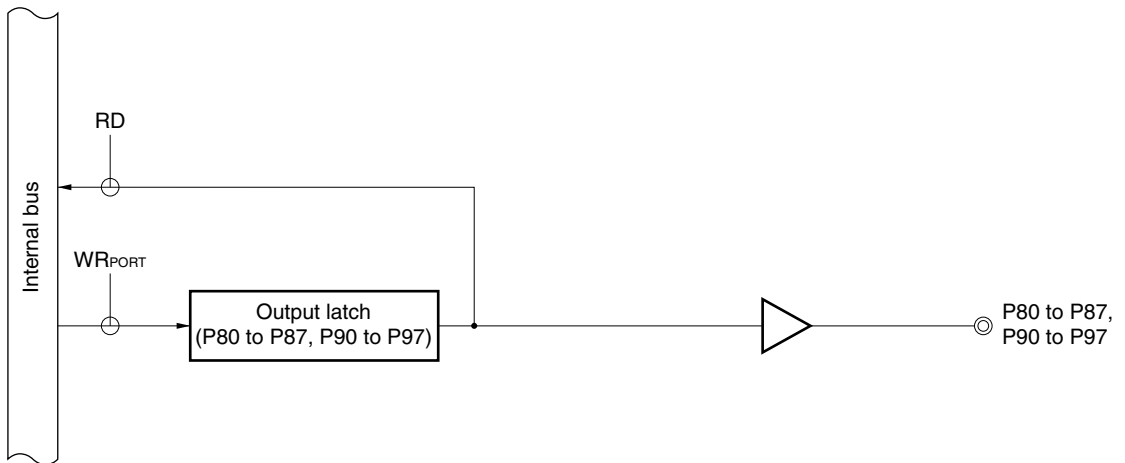 RD
Internal bus
WRPORT
Output latch
(P80 to P87, P90 to P97)
P80 to P87,
P90 to P97